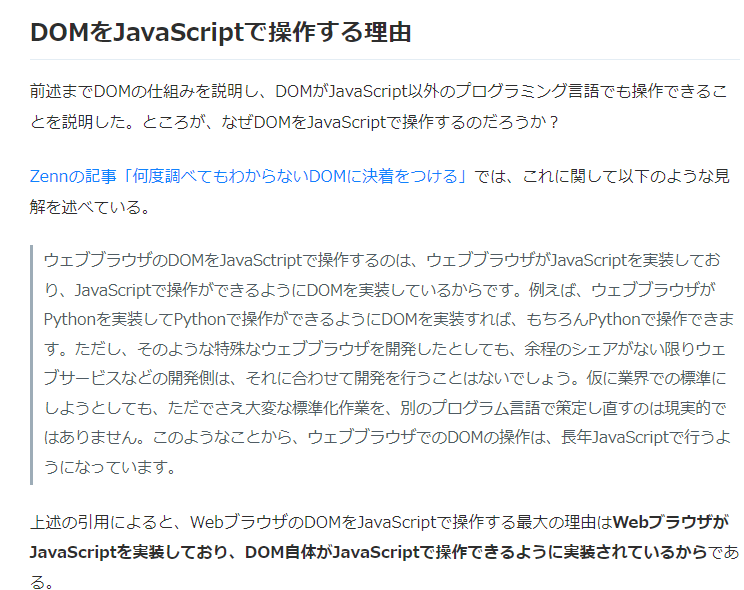 DOMをJavaScriptで操作する理由
前述までDOMの仕組みを説明し、DOMがJavaScript以外のプログラミング言語でも操作できるこ
とを説明した。ところが、なぜDOMをJavaScriptで操作するのだろうか？
Zennの記事「何度調べてもわからないDOMに決着をつける」では、これに関して以下のような見
解を述べている。
ウェブブラウザのDOMをJavaSctriptで操作するのは、ウェブブラウザがJavaScriptを実装してお
り、JavaScriptで操作ができるようにDOMを実装しているからです。例えば、ウェブブラウザが
Pythonを実装してPythonで操作ができるようにDOMを実装すれば、もちろんPythonで操作できま
す。ただし、そのような特殊なウェブブラウザを開発したとしても、余程のシェアがない限りウェ
ブサービスなどの開発側は、それに合わせて開発を行うことはないでしょう。仮に業界での標準に
しようとしても、ただでさえ大変な標準化作業を、別のプログラム言語で策定し直すのは現実的で
はありません。このようなことから、ウェブブラウザでのDOMの操作は、長年JavaScriptで行うよ
うになっています。
上述の引用によると、WebブラウザのDOMをJavaScriptで操作する最大の理由はWebブラウザが
JavaScriptを実装しており、DOM自体がJavaScriptで操作できるように実装されているからであ
る。